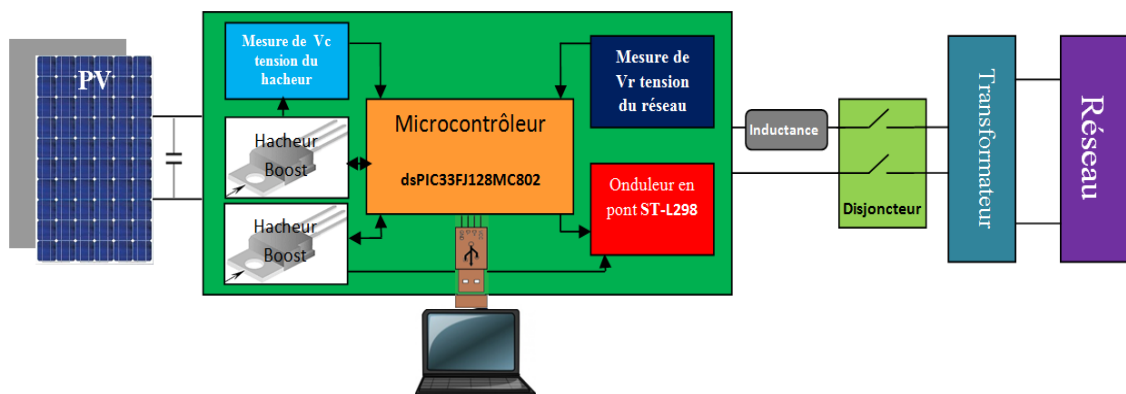 PV
Mesure de Vc
tension du
hacheur
Hacheur
Boost
Hacheur
Boost
Microcontrôleur
dsPIC33FJ128MC802
Mesure de
Vr tension
du réseau
Onduleur en
pont ST-L298
Inductance
Disjoncteur
Transformateur
Réseau